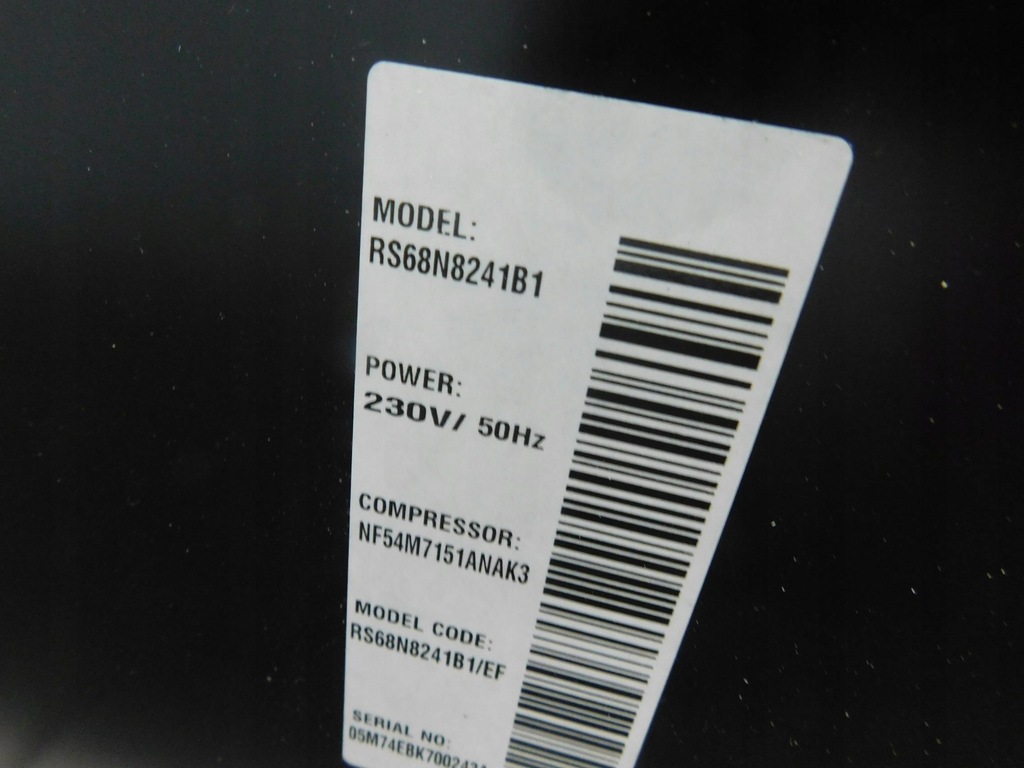 MODEL:
RS68N8241B1
POWER:
230V/ 50Hz
COMPRESSOR:
NF54M7151ANAK3
MODEL CODE:
RS68N8241B1/EF
SERIAL NO: